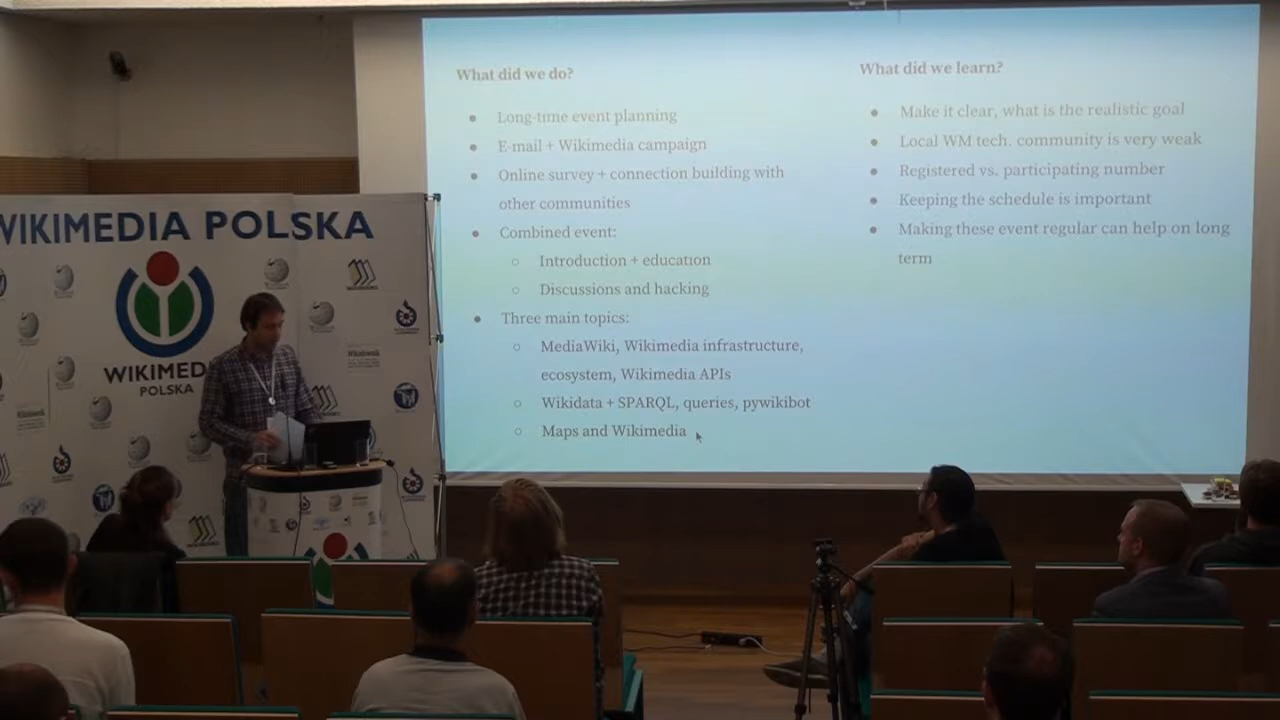 What did we do?
Long-time event planning
E-mail + Wikimedia campaign
Online survey + connection building with
other communities
Combined event:
Introduction + education
Discussions and hacking
Three main topics:
MediaWiki, Wikimedia infrastructure,
ecosystem, Wikimedia APIs
Wikidata + SPARQL, queries, pywikibot
Maps and Wikimedia
What did we learn?
Make it clear, what is the realistic goal
Local WM tech. community is very weak
Registered vs. participating number
Keeping the schedule is important
Making these event regular can help on long
term
WIKIMEDIA POLSKA
WIKIMED
POLSKA